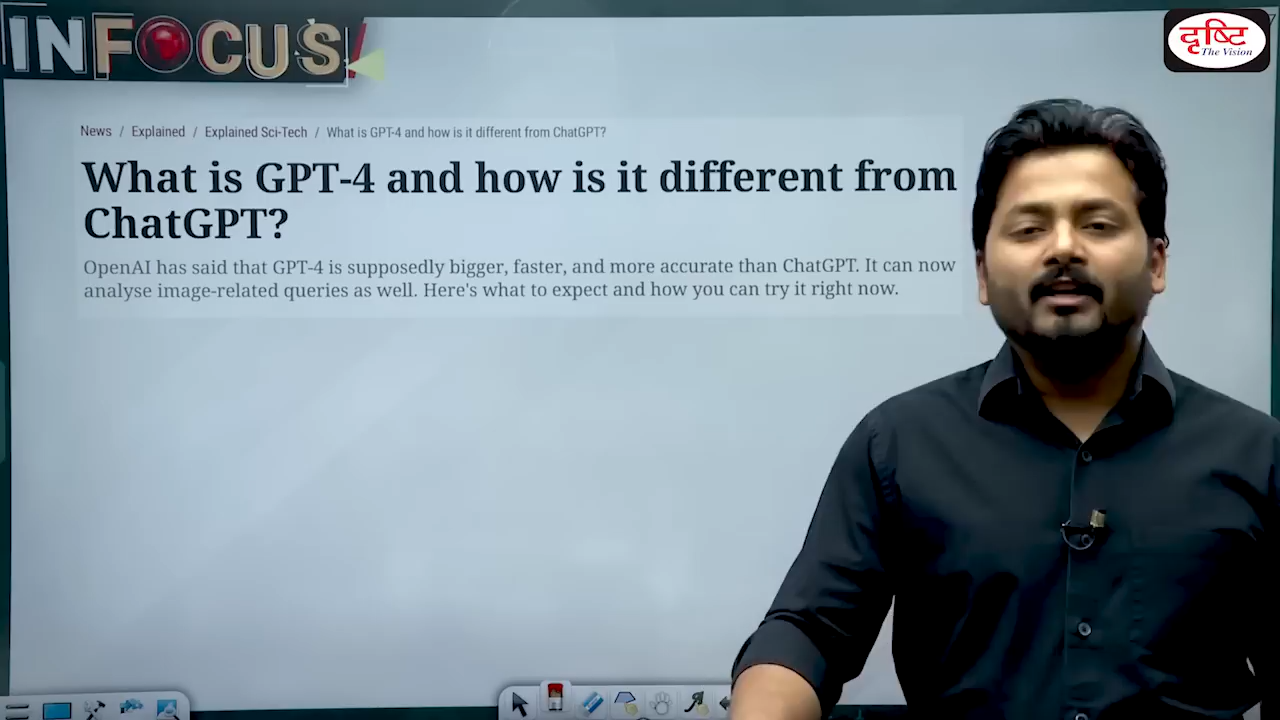 INFOCUS
दृष्टि
The Vision
News / Explained / Explained Sci-Tech / What is GPT-4 and how is it different from ChatGPT?
What is GPT-4 and how is it different from
ChatGPT?
OpenAI has said that GPT-4 is supposedly bigger, faster, and more accurate than ChatGPT. It can now
analyse image-related queries as well. Here's what to expect and how you can try it right now.